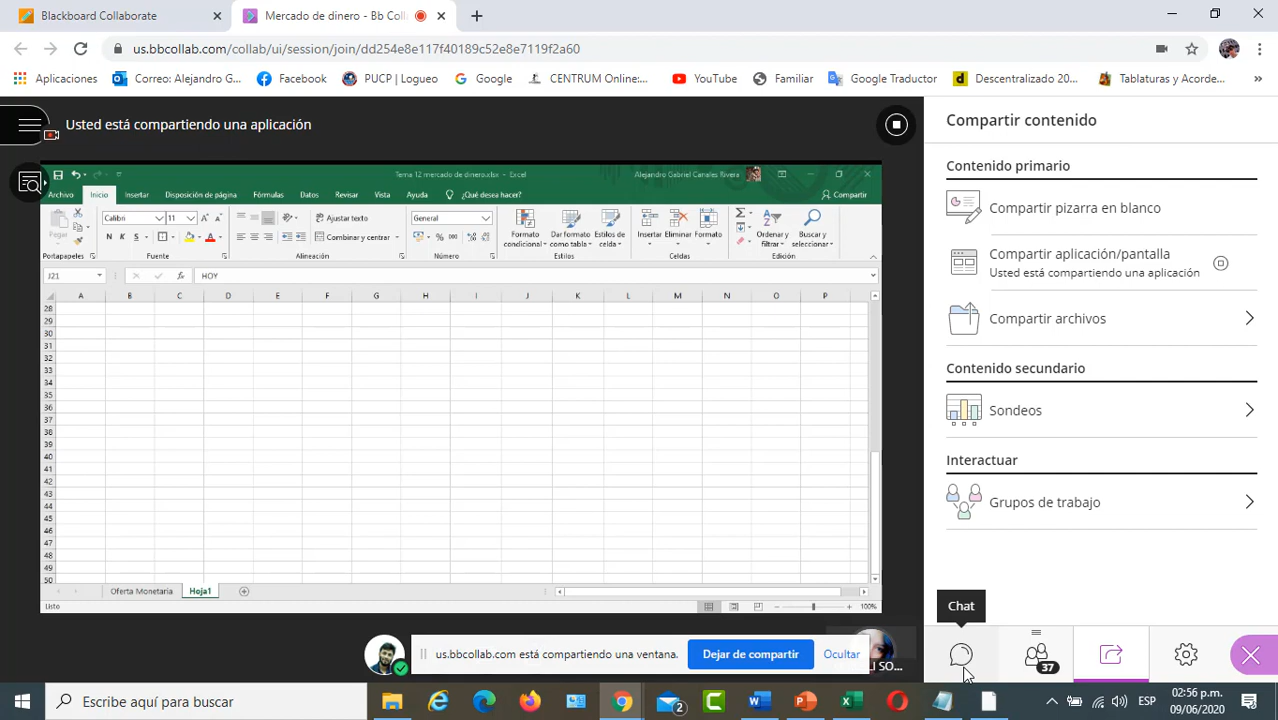 Blackboard Collaborate
Mercado de dinero - Bb Coll
us.bbcollab.com/collab/ui/session/join/dd254e8e117f40189c52e8e7119f2a60
Aplicaciones
Correo: Alejandro G...
Facebook
PUCP | Logueo
Google
CENTRUM Online:...
YouTube
Familiar
Google Traductor
Descentralizado 20...
Tablaturas y Acorde...
»
Usted está compartiendo una aplicación
Tema 12 mercado de dinero.xlsx - Excel
Alejandro Gabriel Canales Rivera
Archivo Inicio Insertar Disposición de página Fórmulas Datos Revisar Vista Ayuda ¿Qué desea hacer? Compartir
Pegar
Calibri 11
Ajustar texto
General
N K S
Combinar y centrar
% 000
Formato condicional
Dar formato como tabla
Estilos de celda
Insertar Eliminar Formato
Ordenar y filtrar
Buscar y seleccionar
Portapapeles Fuente Alineación Número Estilos Celdas Edición
J21 fx HOY
A B C D E F G H I J K L M N O P
28
29
30
31
32
33
34
35
36
37
38
39
40
41
42
43
44
45
46
47
48
49
50
Oferta Monetaria Hoja1
Listo
100%
us.bbcollab.com está compartiendo una ventana.
Dejar de compartir
Ocultar
LI SO...
Compartir contenido
Contenido primario
Compartir pizarra en blanco
Compartir aplicación/pantalla
Usted está compartiendo una aplicación
Compartir archivos
Contenido secundario
Sondeos
Interactuar
Grupos de trabajo
Chat
37
Escribe aquí para buscar
2
ESP
02:56 p.m.
09/06/2020